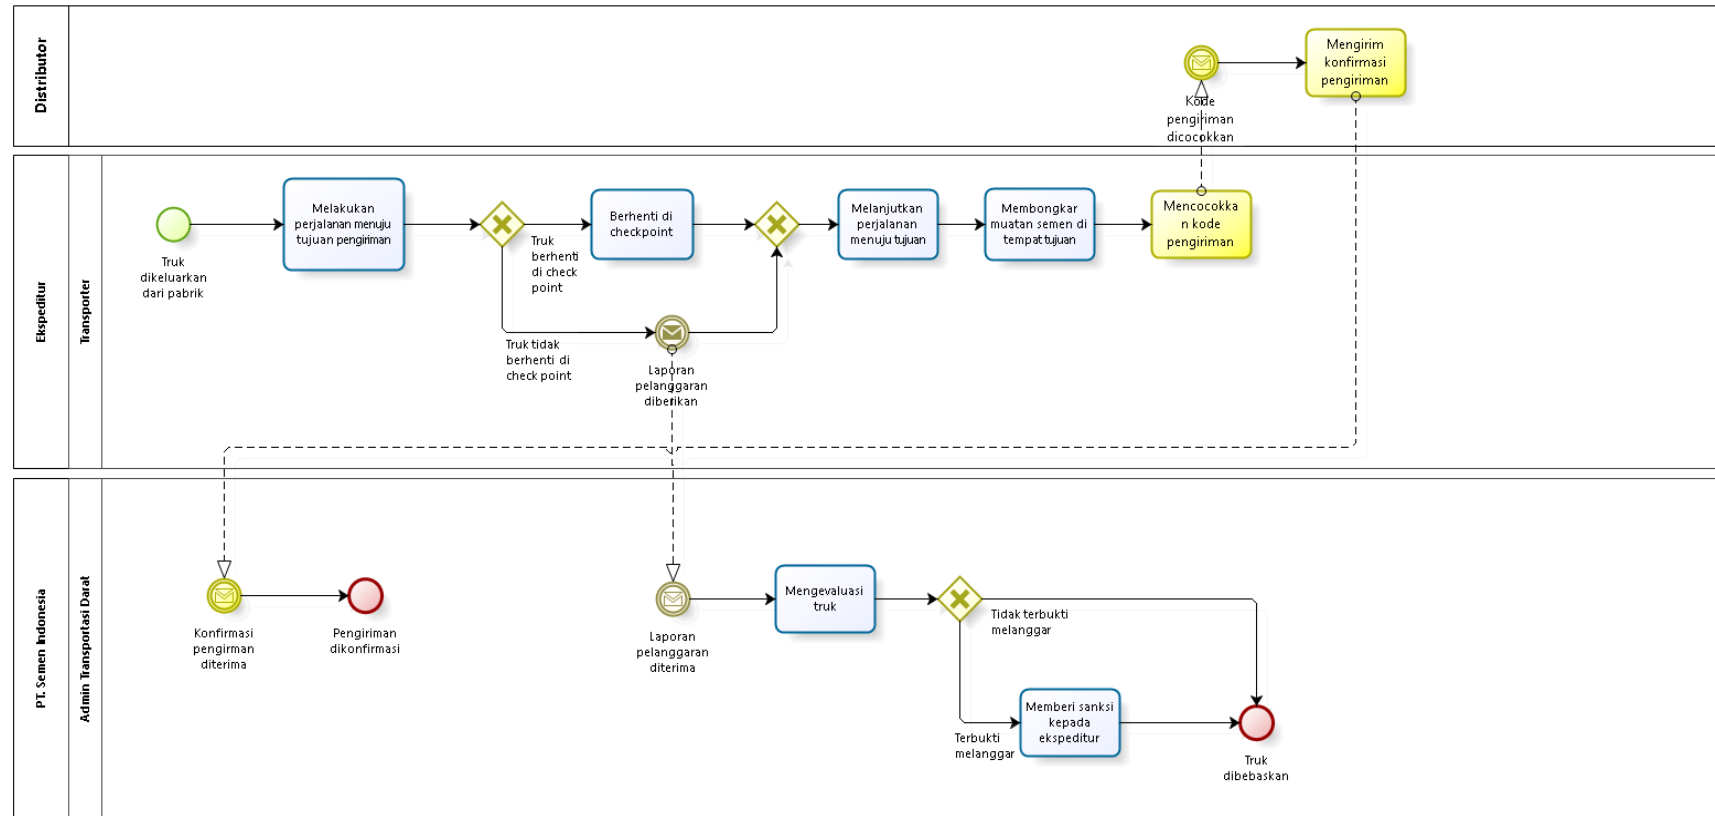 Distributor
Mengirim
konfirmasi
pengiriman
Kode
pengiriman
dicocokkan
Ekspeditur
Transporter
Truk
dikeluarkan
dari pabrik
Melakukan
perjalanan menuju
tujuan pengiriman
Truk
berhenti
di check
point
Berhenti di
checkpoint
Truk tidak
berhenti di
check point
Laporan
pelanggaran
diberikan
Melanjutkan
perjalanan
menuju tujuan
Membongkar
muatan semen di
tempat tujuan
Mencocokka
n kode
pengiriman
PT. Semen Indonesia
Admin Transportasi Darat
Konfirmasi
pengirman
diterima
Pengiriman
dikonfirmasi
Laporan
pelanggaran
diterima
Mengevaluasi
truk
Tidak terbukti
melanggar
Terbukti
melanggar
Memberi sanksi
kepada
ekspeditur
Truk
dibebaskan